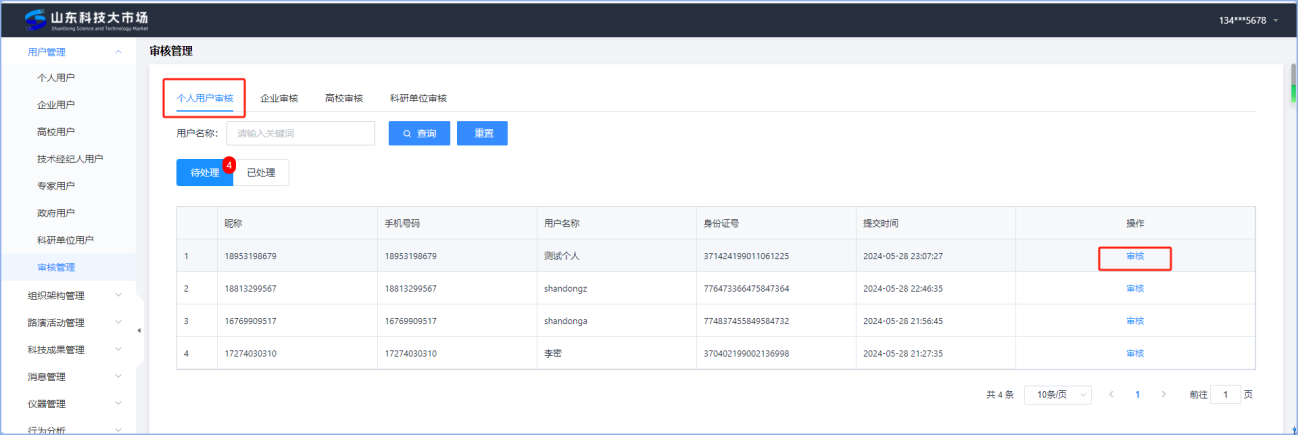 山东科技大市场
ShanDong Science and Technology Market
134***5678
用户管理
个人用户
企业用户
高校用户
技术经纪人用户
专家用户
政府用户
科研单位用户
审核管理
组织架构管理
路演活动管理
科技成果管理
消息管理
仪器管理
行为分析
审核管理
个人用户审核 企业审核 高校审核 科研单位审核
用户名称: 请输入关键词 查询 重置
待处理 4 已处理
昵称 手机号码 用户名称 身份证号 提交时间 操作
1 18953198679 18953198679 测试个人 371424199011061225 2024-05-28 23:07:27 审核
2 18813299567 18813299567 shandongz 776473366475847364 2024-05-28 22:46:35 审核
3 16769909517 16769909517 shandonga 774837455849584732 2024-05-28 21:56:45 审核
4 17274030310 17274030310 李密 370402199002136998 2024-05-28 21:27:35 审核
共 4 条 10条/页 1 前往 1 页